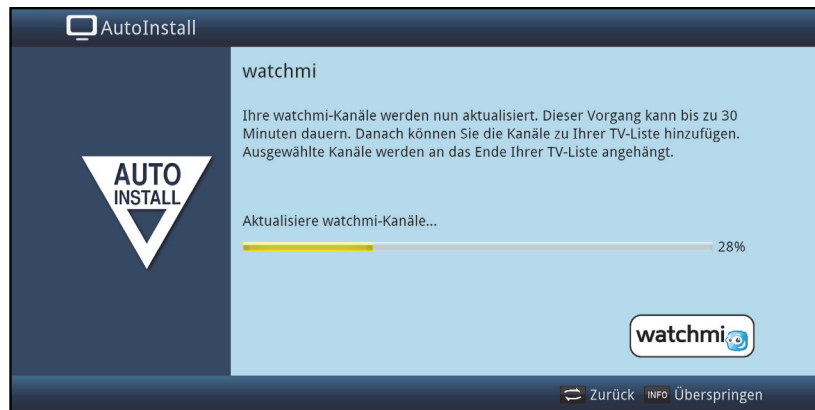 AutoInstall
watchmi
Ihre watchmi-Kanäle werden nun aktualisiert. Dieser Vorgang kann bis zu 30
Minuten dauern. Danach können Sie die Kanäle zu Ihrer TV-Liste hinzufügen.
Ausgewählte Kanäle werden an das Ende Ihrer TV-Liste angehängt.
AUTO
INSTALL
Aktualisiere watchmi-Kanäle...
28%
watchmi
Zurück INFO Überspringen